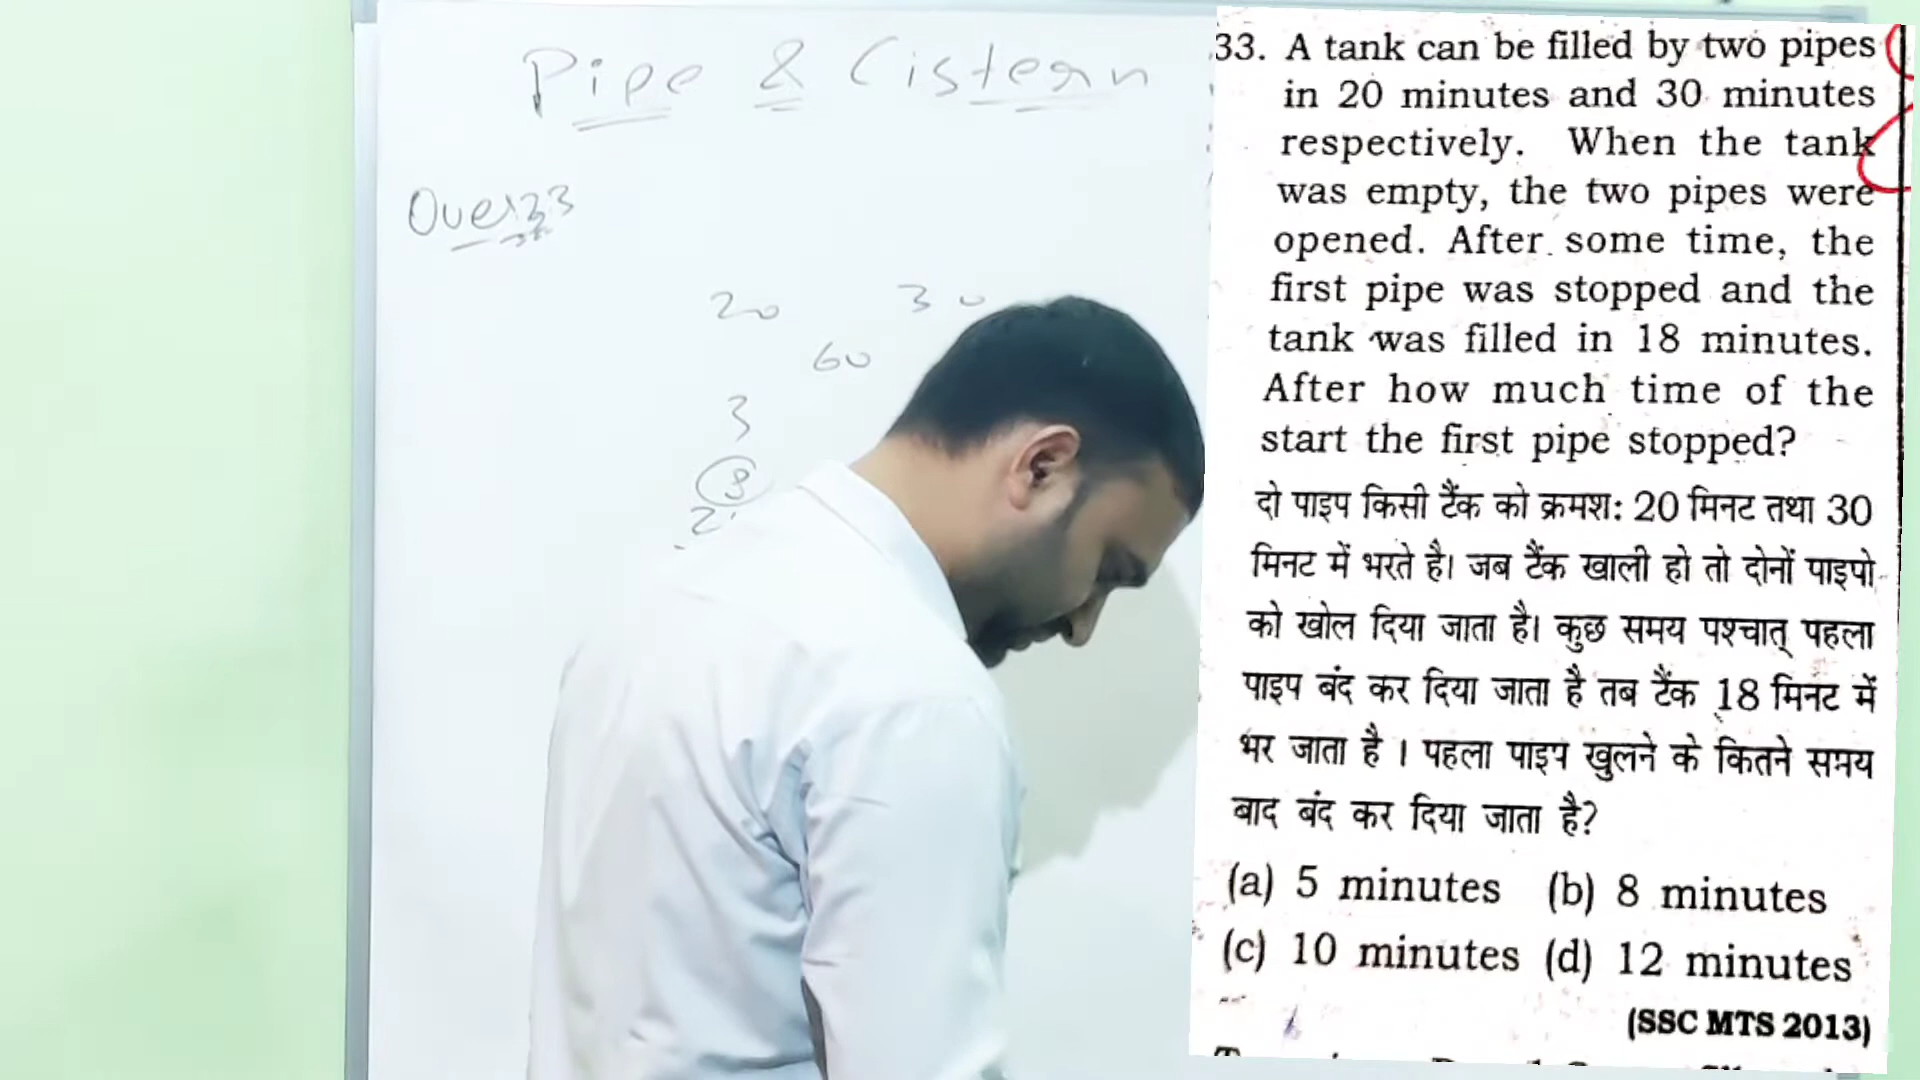 Pipe & Cistern
Ques 33
20 30
60
3
3
2
33. A tank can be filled by two pipes
in 20 minutes and 30 minutes
respectively. When the tank
was empty, the two pipes were
opened. After some time, the
first pipe was stopped and the
tank was filled in 18 minutes.
After how much time of the
start the first pipe stopped?
दो पाइप किसी टैंक को क्रमश: 20 मिनट तथा 30
मिनट में भरते है। जब टैंक खाली हो तो दोनों पाइपो
को खोल दिया जाता है। कुछ समय पश्चात् पहला
पाइप बंद कर दिया जाता है तब टैंक 18 मिनट में
भर जाता है । पहला पाइप खुलने के कितने समय
बाद बंद कर दिया जाता है?
(a) 5 minutes (b) 8 minutes
(c) 10 minutes (d) 12 minutes
(SSC MTS 2013)